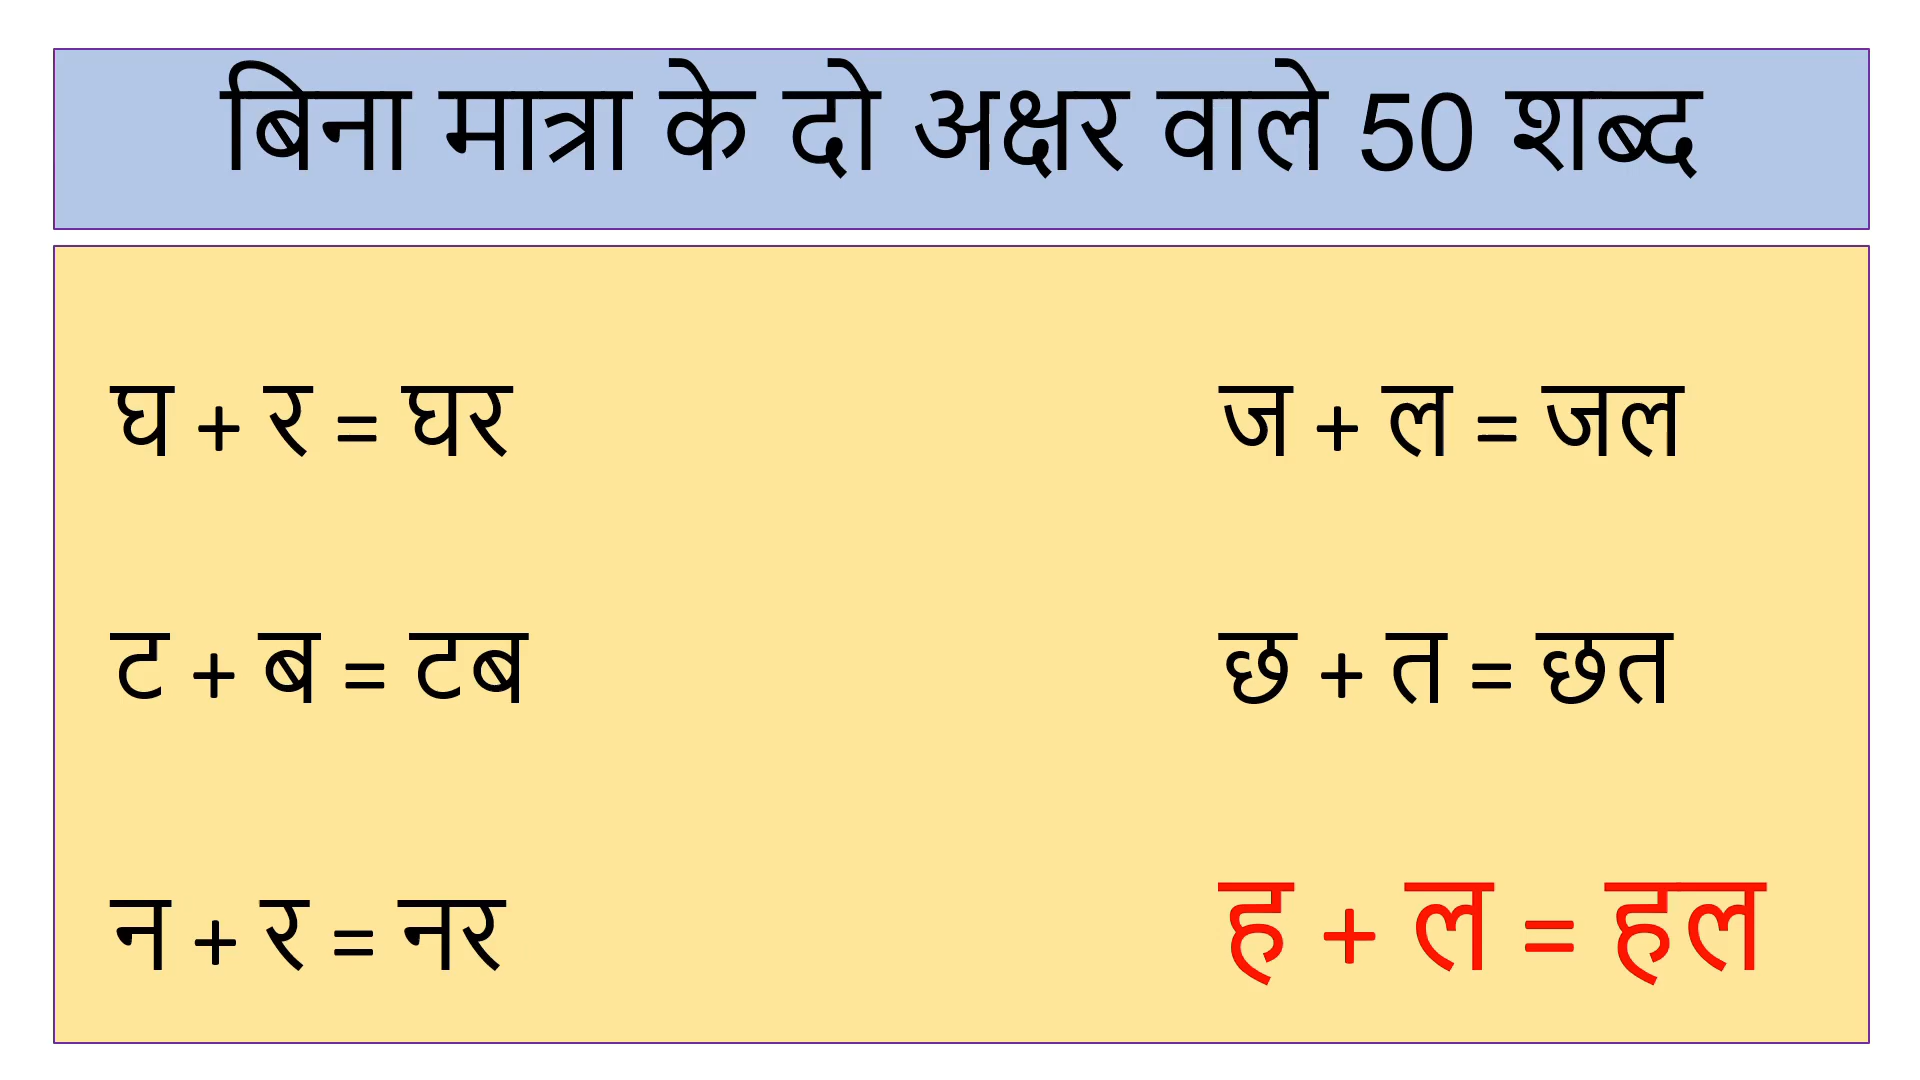 बिना मात्रा के दो अक्षर वाले 50 शब्द
घ + र = घर
ज + ल = जल
ट + ब = टब
छ + त = छत
न + र = नर
ह + ल = हल